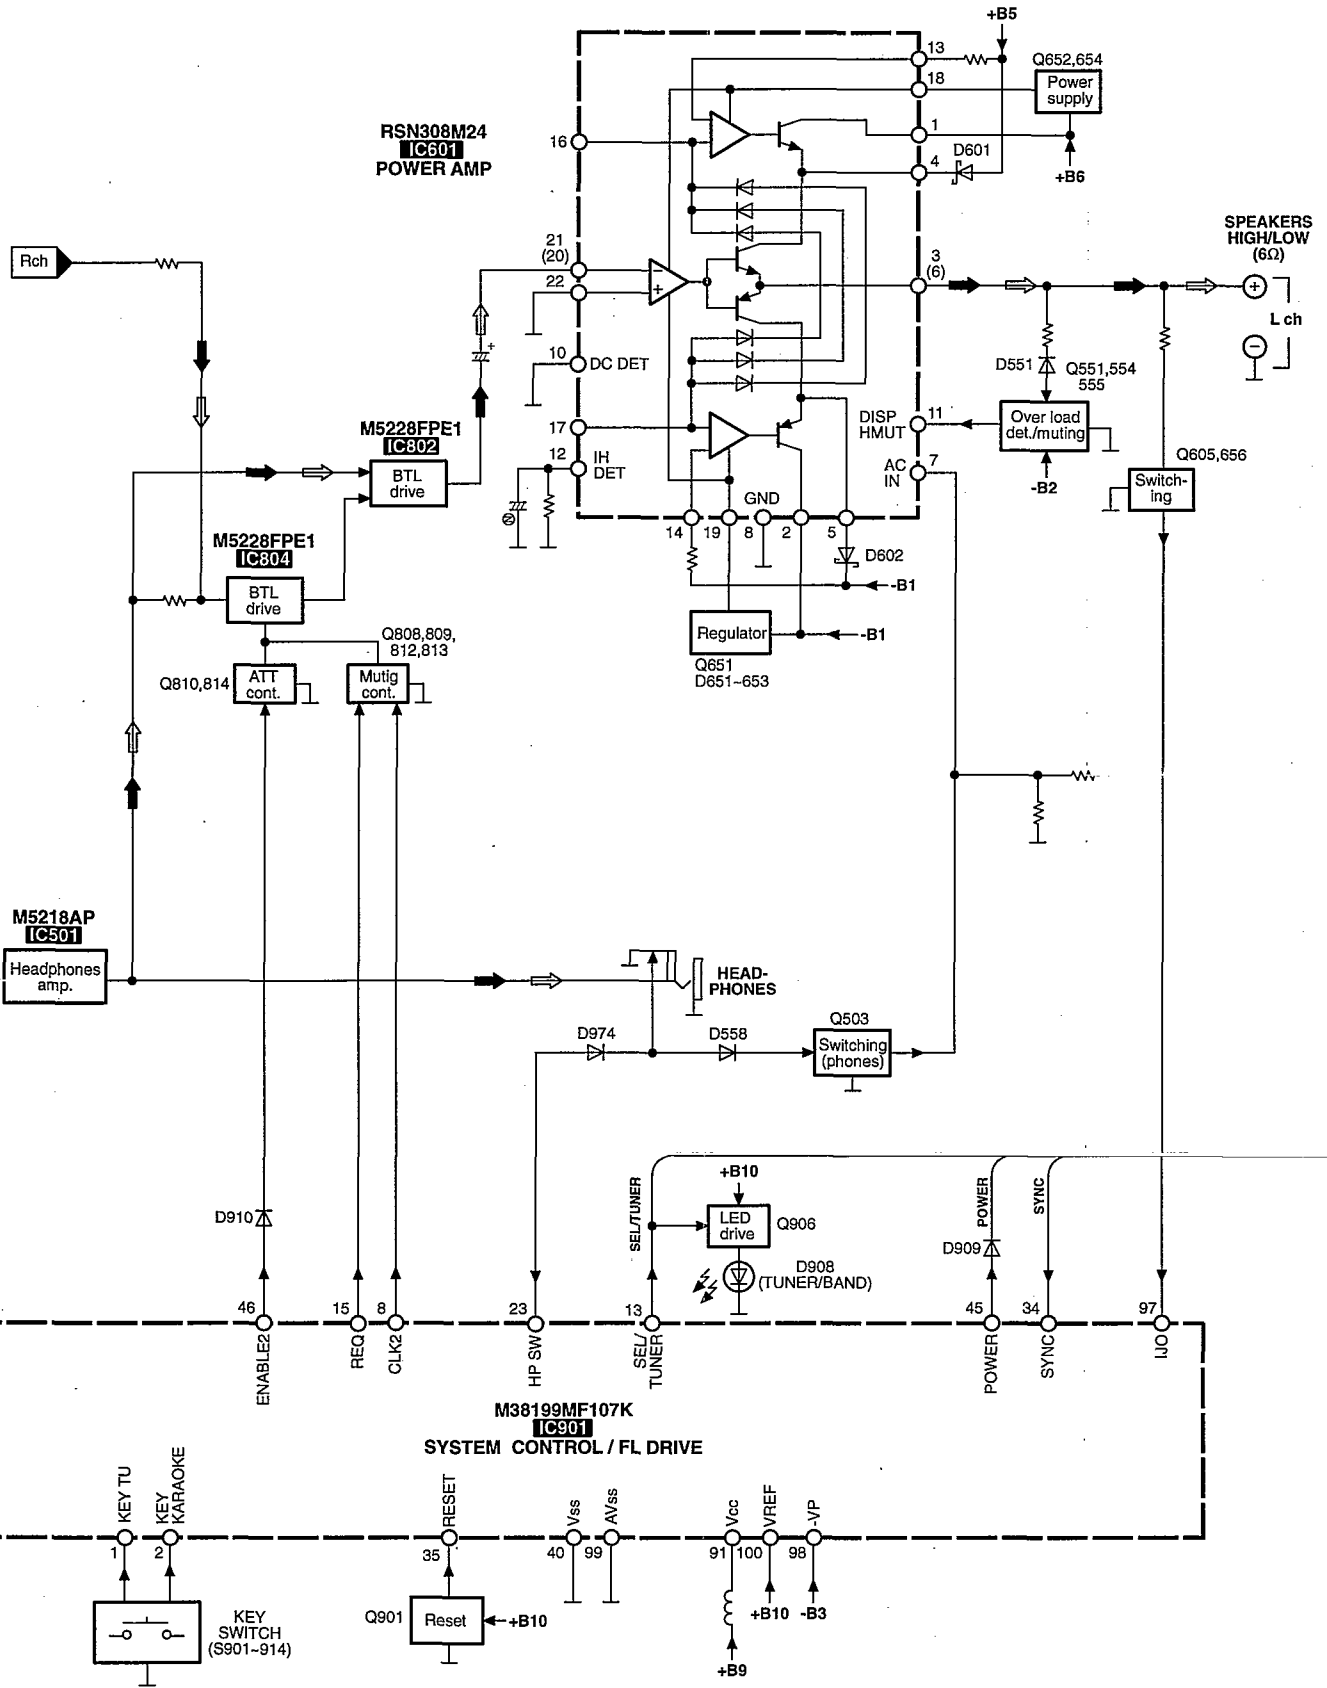 +B5
13
Q652,654
18
Power
supply
RSN308M24
IC601
POWER AMP
16
1
D601
4
+B6
SPEAKERS
HIGH/LOW
(6Ω)
Rch
21
(20)
22
3
(6)
+
L ch
−
10
DC DET
D551
Q551,554
555
Over load
det./muting
-B2
17
DISP
HMUT
11
M5228FPE1
IC802
BTL
drive
+
−
+
12
IH
DET
AC
IN
7
Q605,656
Switch-
ing
N
GND
14
19
8
2
5
D602
-B1
M5228FPE1
IC804
BTL
drive
Regulator
-B1
Q651
D651~653
Q808,809,
812,813
Q810,814
ATT
cont.
Mutig
cont.
M5218AP
IC501
Headphones
amp.
HEAD-
PHONES
D974
D558
Q503
Switching
(phones)
+B10
SEL/TUNER
LED
drive
Q906
POWER
SYNC
D910
D909
D908
(TUNER/BAND)
46
15
8
23
13
45
34
97
ENABLE2
REQ
CLK2
HP SW
SEL/
TUNER
POWER
SYNC
IJO
M38199MF107K
IC901
SYSTEM CONTROL / FL DRIVE
KEY TU
KEY
KARAOKE
RESET
Vss
AVss
Vcc
VREF
-VP
1
2
35
40
99
91
100
98
KEY
SWITCH
(S901~914)
Q901
Reset
+B10
+B10
-B3
+B9